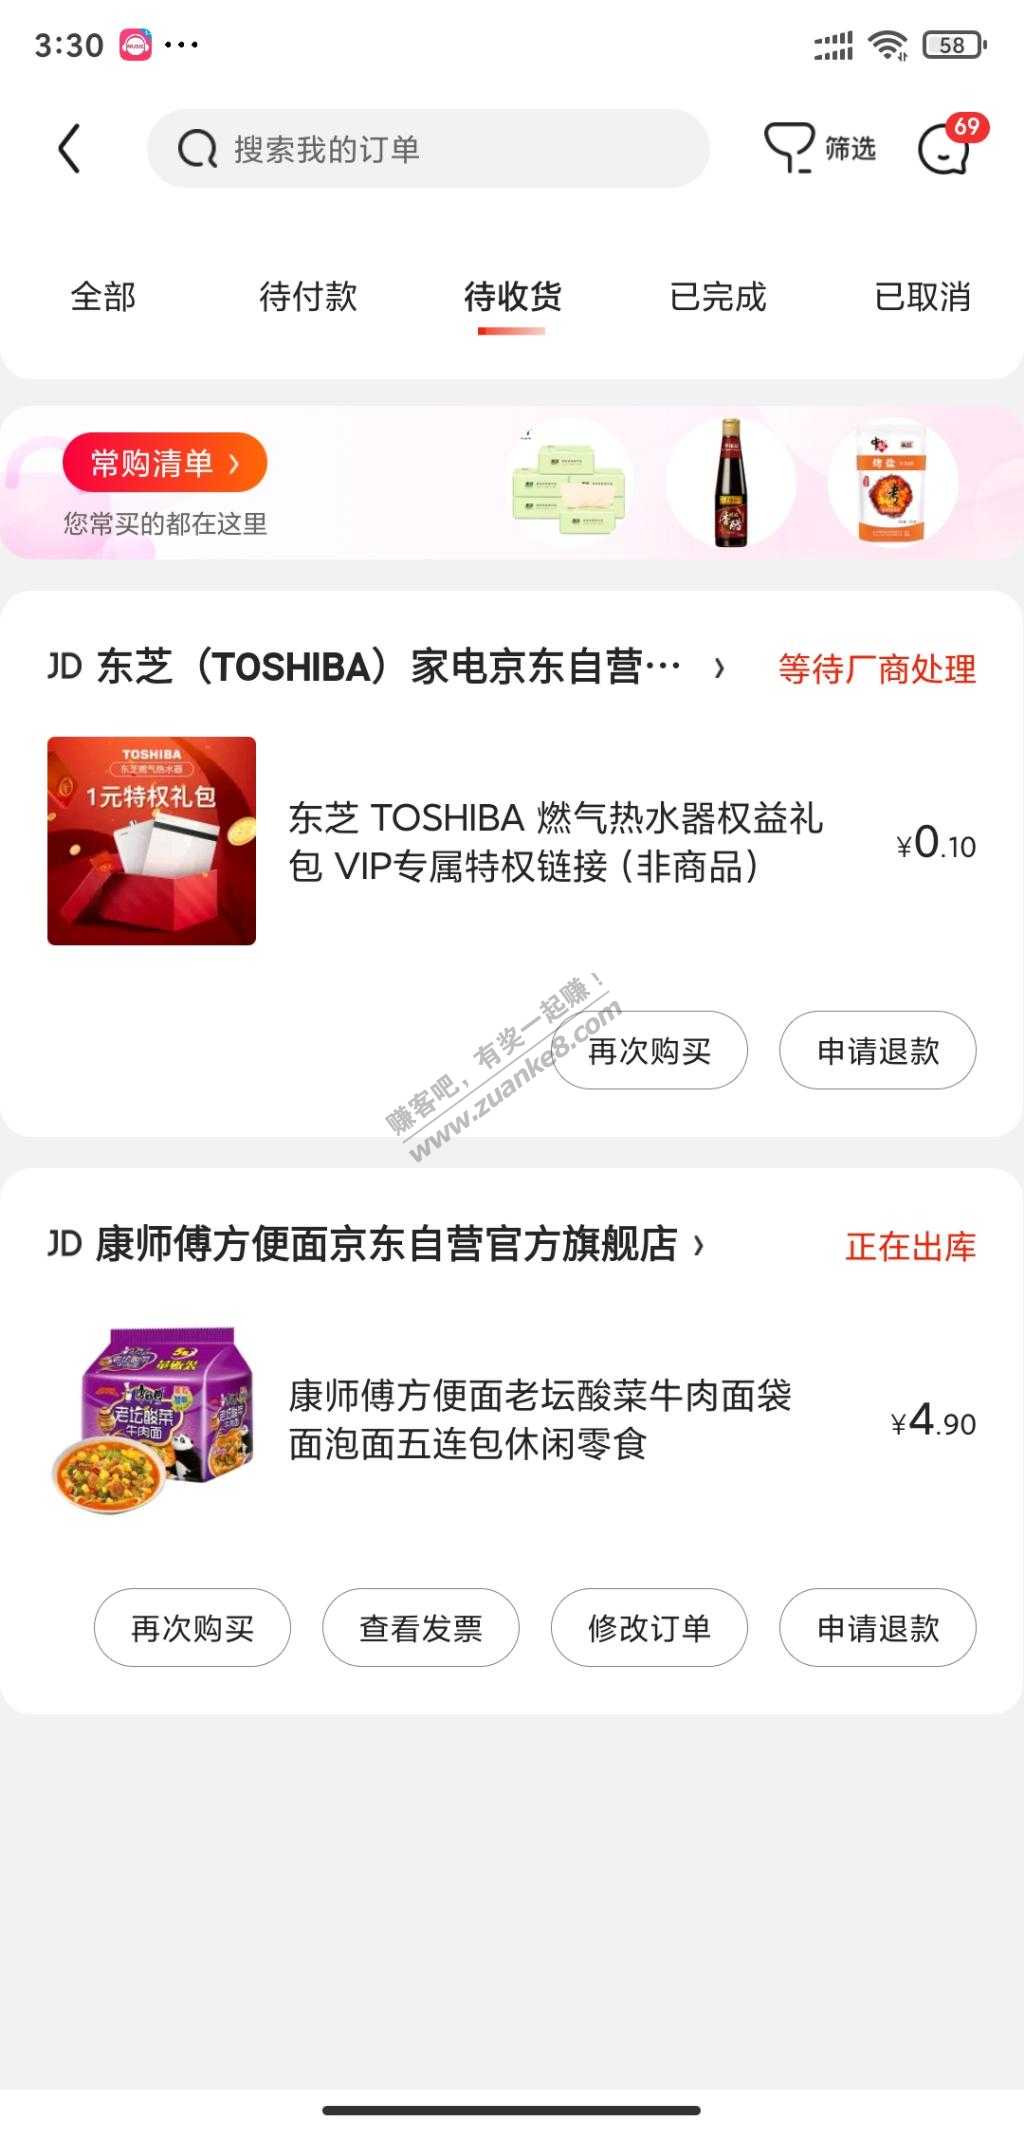 3:30
58
搜索我的订单
筛选
69
全部
待付款
待收货
已完成
已取消
常购清单 ›
您常买的都在这里
JD 东芝（TOSHIBA）家电京东自营··· ›
等待厂商处理
TOSHIBA
东芝燃气热水器
1元特权礼包
东芝 TOSHIBA 燃气热水器权益礼
包 VIP专属特权链接（非商品）
¥0.10
赚客吧，有奖一起赚！
www.zuanke8.com
再次购买
申请退款
JD 康师傅方便面京东自营官方旗舰店 ›
正在出库
老坛酸菜
牛肉面
康师傅方便面老坛酸菜牛肉面袋
面泡面五连包休闲零食
¥4.90
再次购买
查看发票
修改订单
申请退款